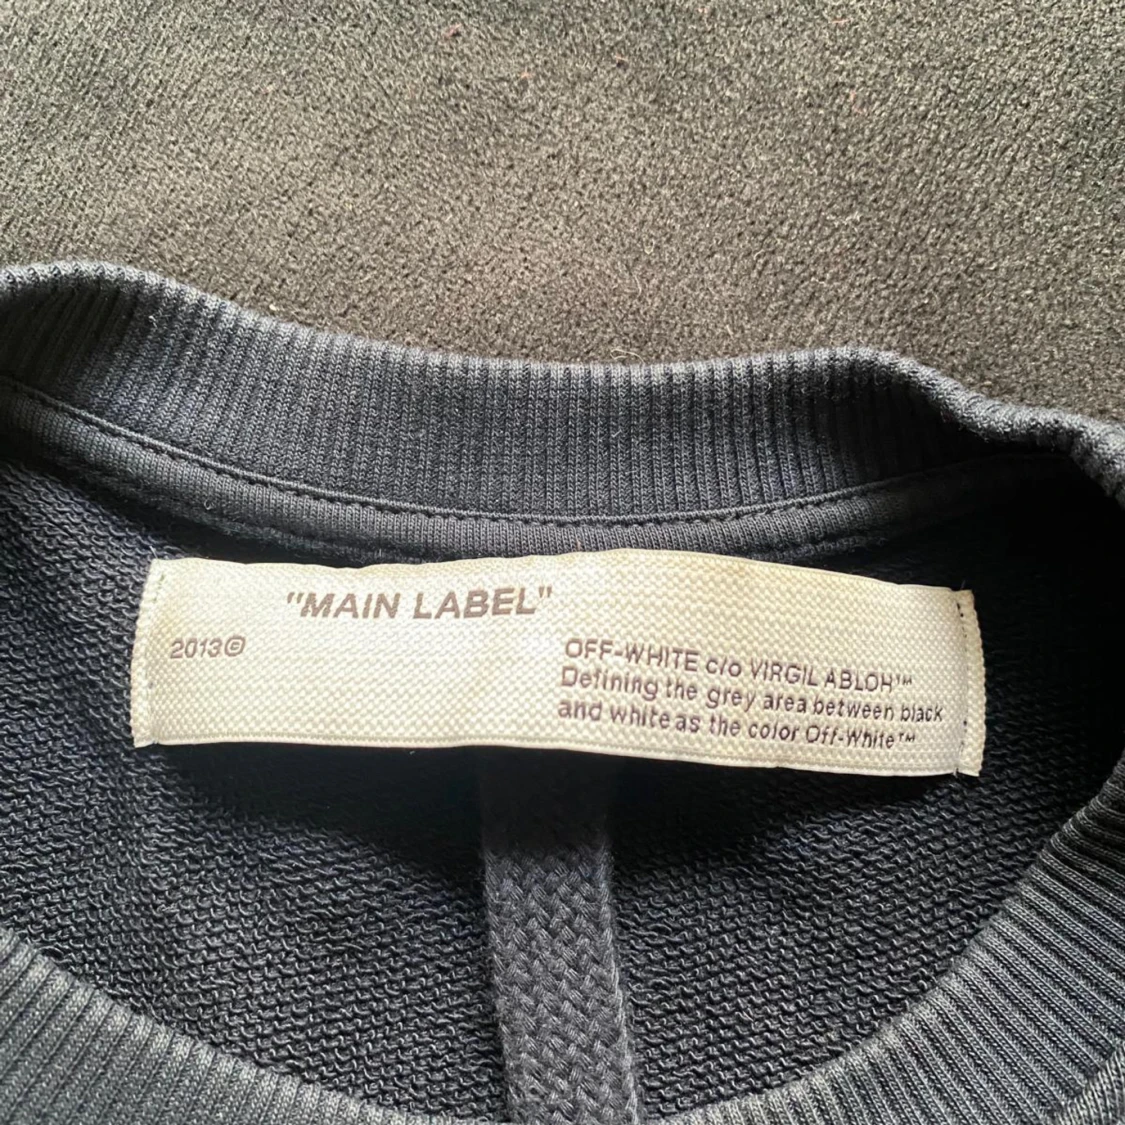 "MAIN LABEL"
2013©
OFF-WHITE c/o VIRGIL ABLOH™
Defining the grey area between black
and white as the color Off-White™